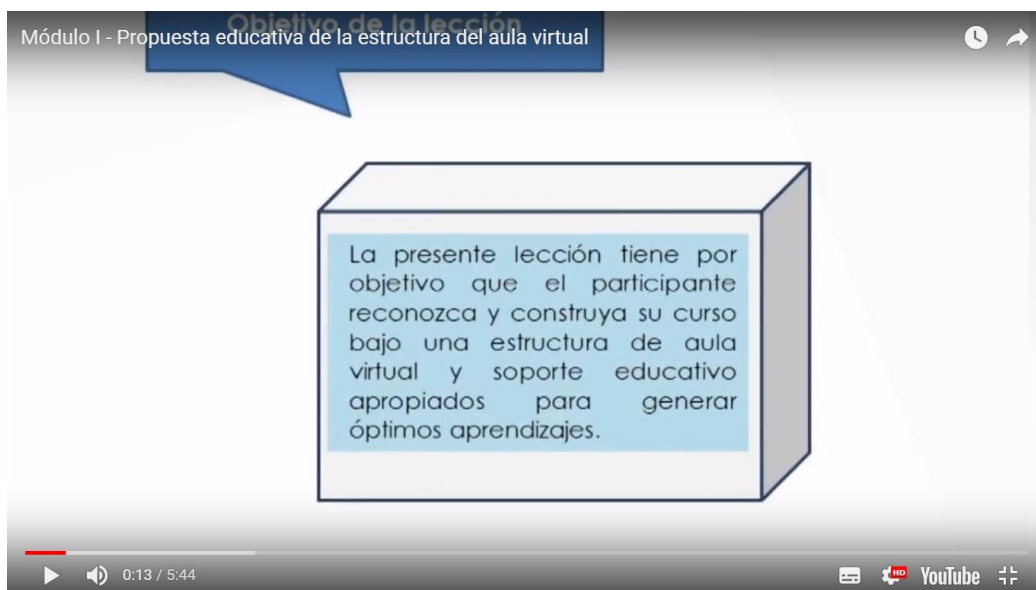 Objetivo de la lección
Módulo I - Propuesta educativa de la estructura del aula virtual
La presente lección tiene por
objetivo que el participante
reconozca y construya su curso
bajo una estructura de aula
virtual y soporte educativo
apropiados para generar
óptimos aprendizajes.
0:13 / 5:44
HD
YouTube